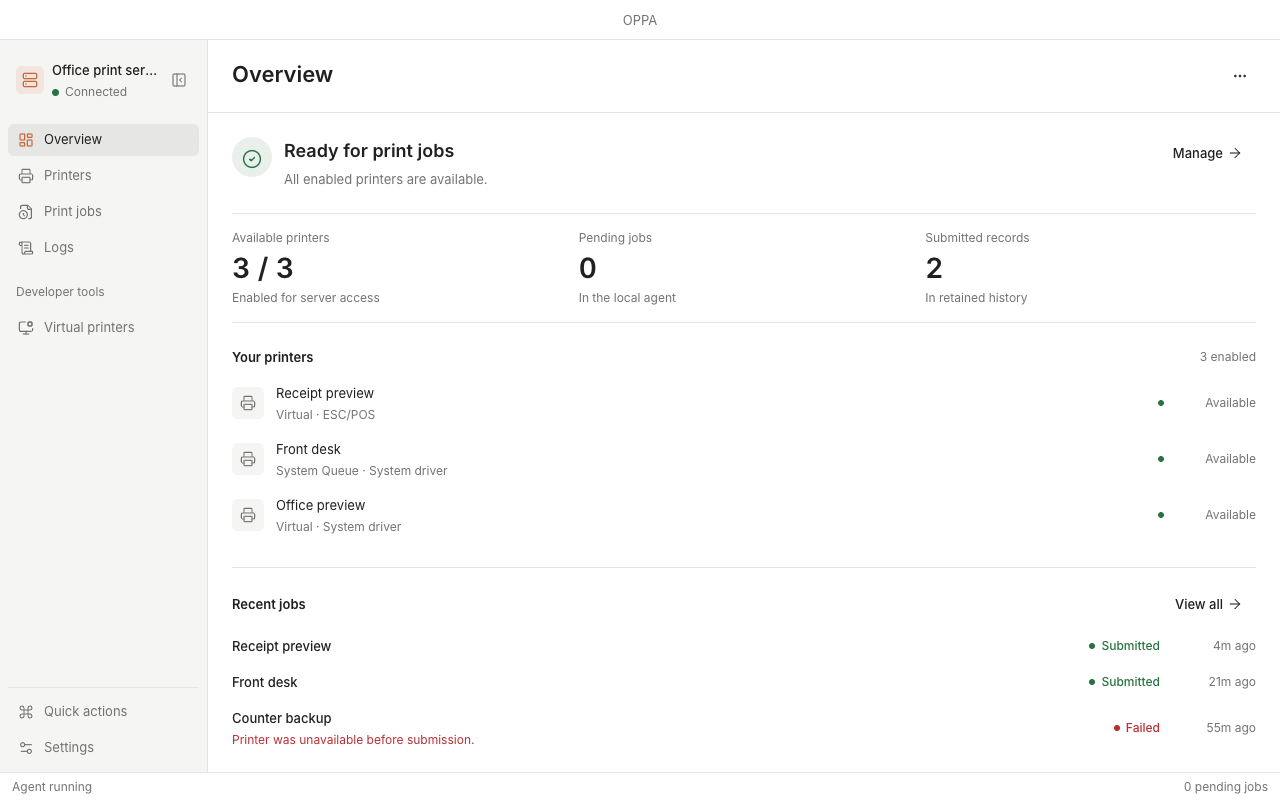 OPPA
Office print ser...
Connected
Overview
Printers
Print jobs
Logs
Developer tools
Virtual printers
Quick actions
Settings
Overview
Ready for print jobs
All enabled printers are available.
Manage
Available printers
3 / 3
Enabled for server access
Pending jobs
0
In the local agent
Submitted records
2
In retained history
Your printers
3 enabled
Receipt preview
Virtual · ESC/POS
Available
Front desk
System Queue · System driver
Available
Office preview
Virtual · System driver
Available
Recent jobs
View all
Receipt preview
Submitted
4m ago
Front desk
Submitted
21m ago
Counter backup
Printer was unavailable before submission.
Failed
55m ago
Agent running
0 pending jobs